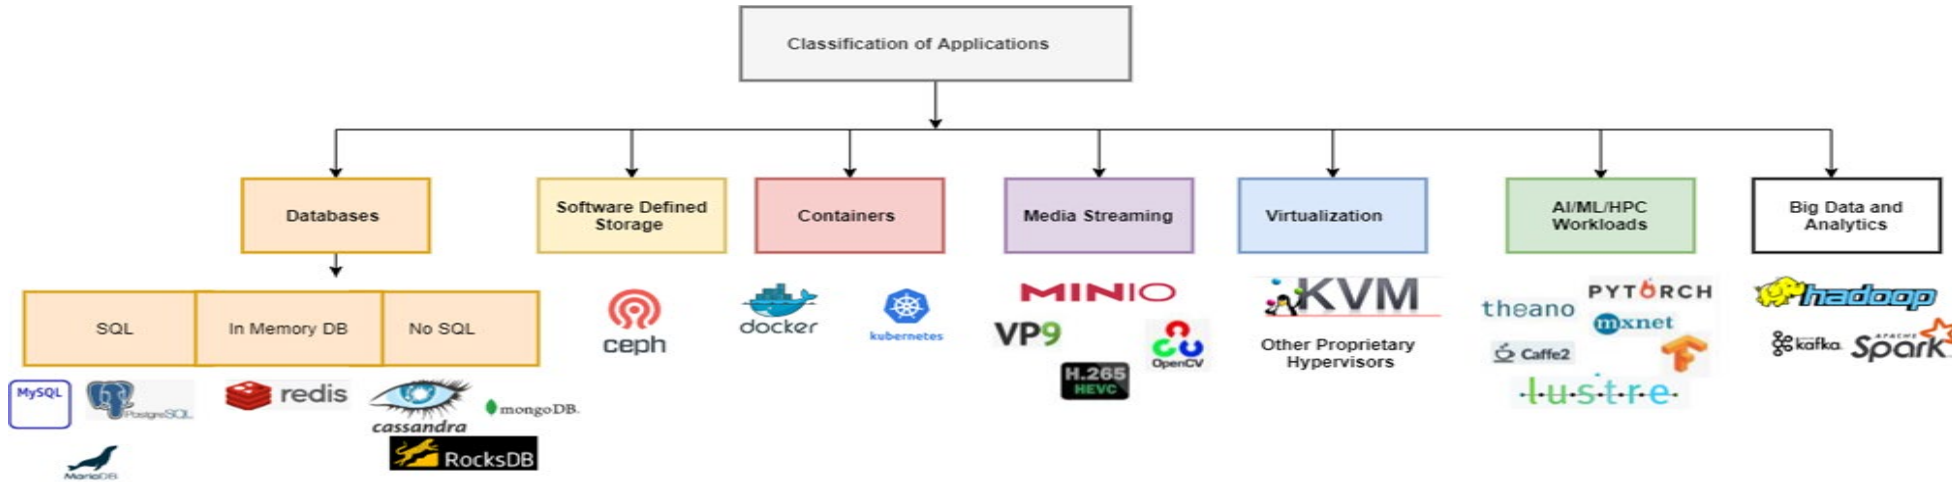 Classification of Applications
Databases
Software Defined
Storage
Containers
Media Streaming
Virtualization
AI/ML/HPC
Workloads
Big Data and
Analytics
SQL
In Memory DB
No SQL
MySQL
PostgreSQL
MariaDB
redis
cassandra
mongoDB.
RocksDB
ceph
docker
kubernetes
MINIO
VP9
OpenCV
H.265
HEVC
KVM
Other Proprietary
Hypervisors
theano
PYTORCH
mxnet
Caffe2
lustre
hadoop
kafka
APACHE
Spark